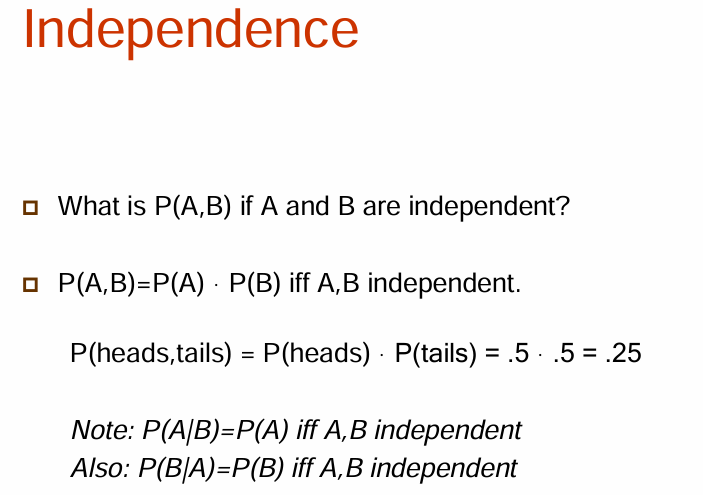 Independence
What is P(A,B) if A and B are independent?
P(A,B)=P(A) · P(B) iff A,B independent.
P(heads,tails) = P(heads) · P(tails) = .5 · .5 = .25
Note: P(A|B)=P(A) iff A,B independent
Also: P(B|A)=P(B) iff A,B independent